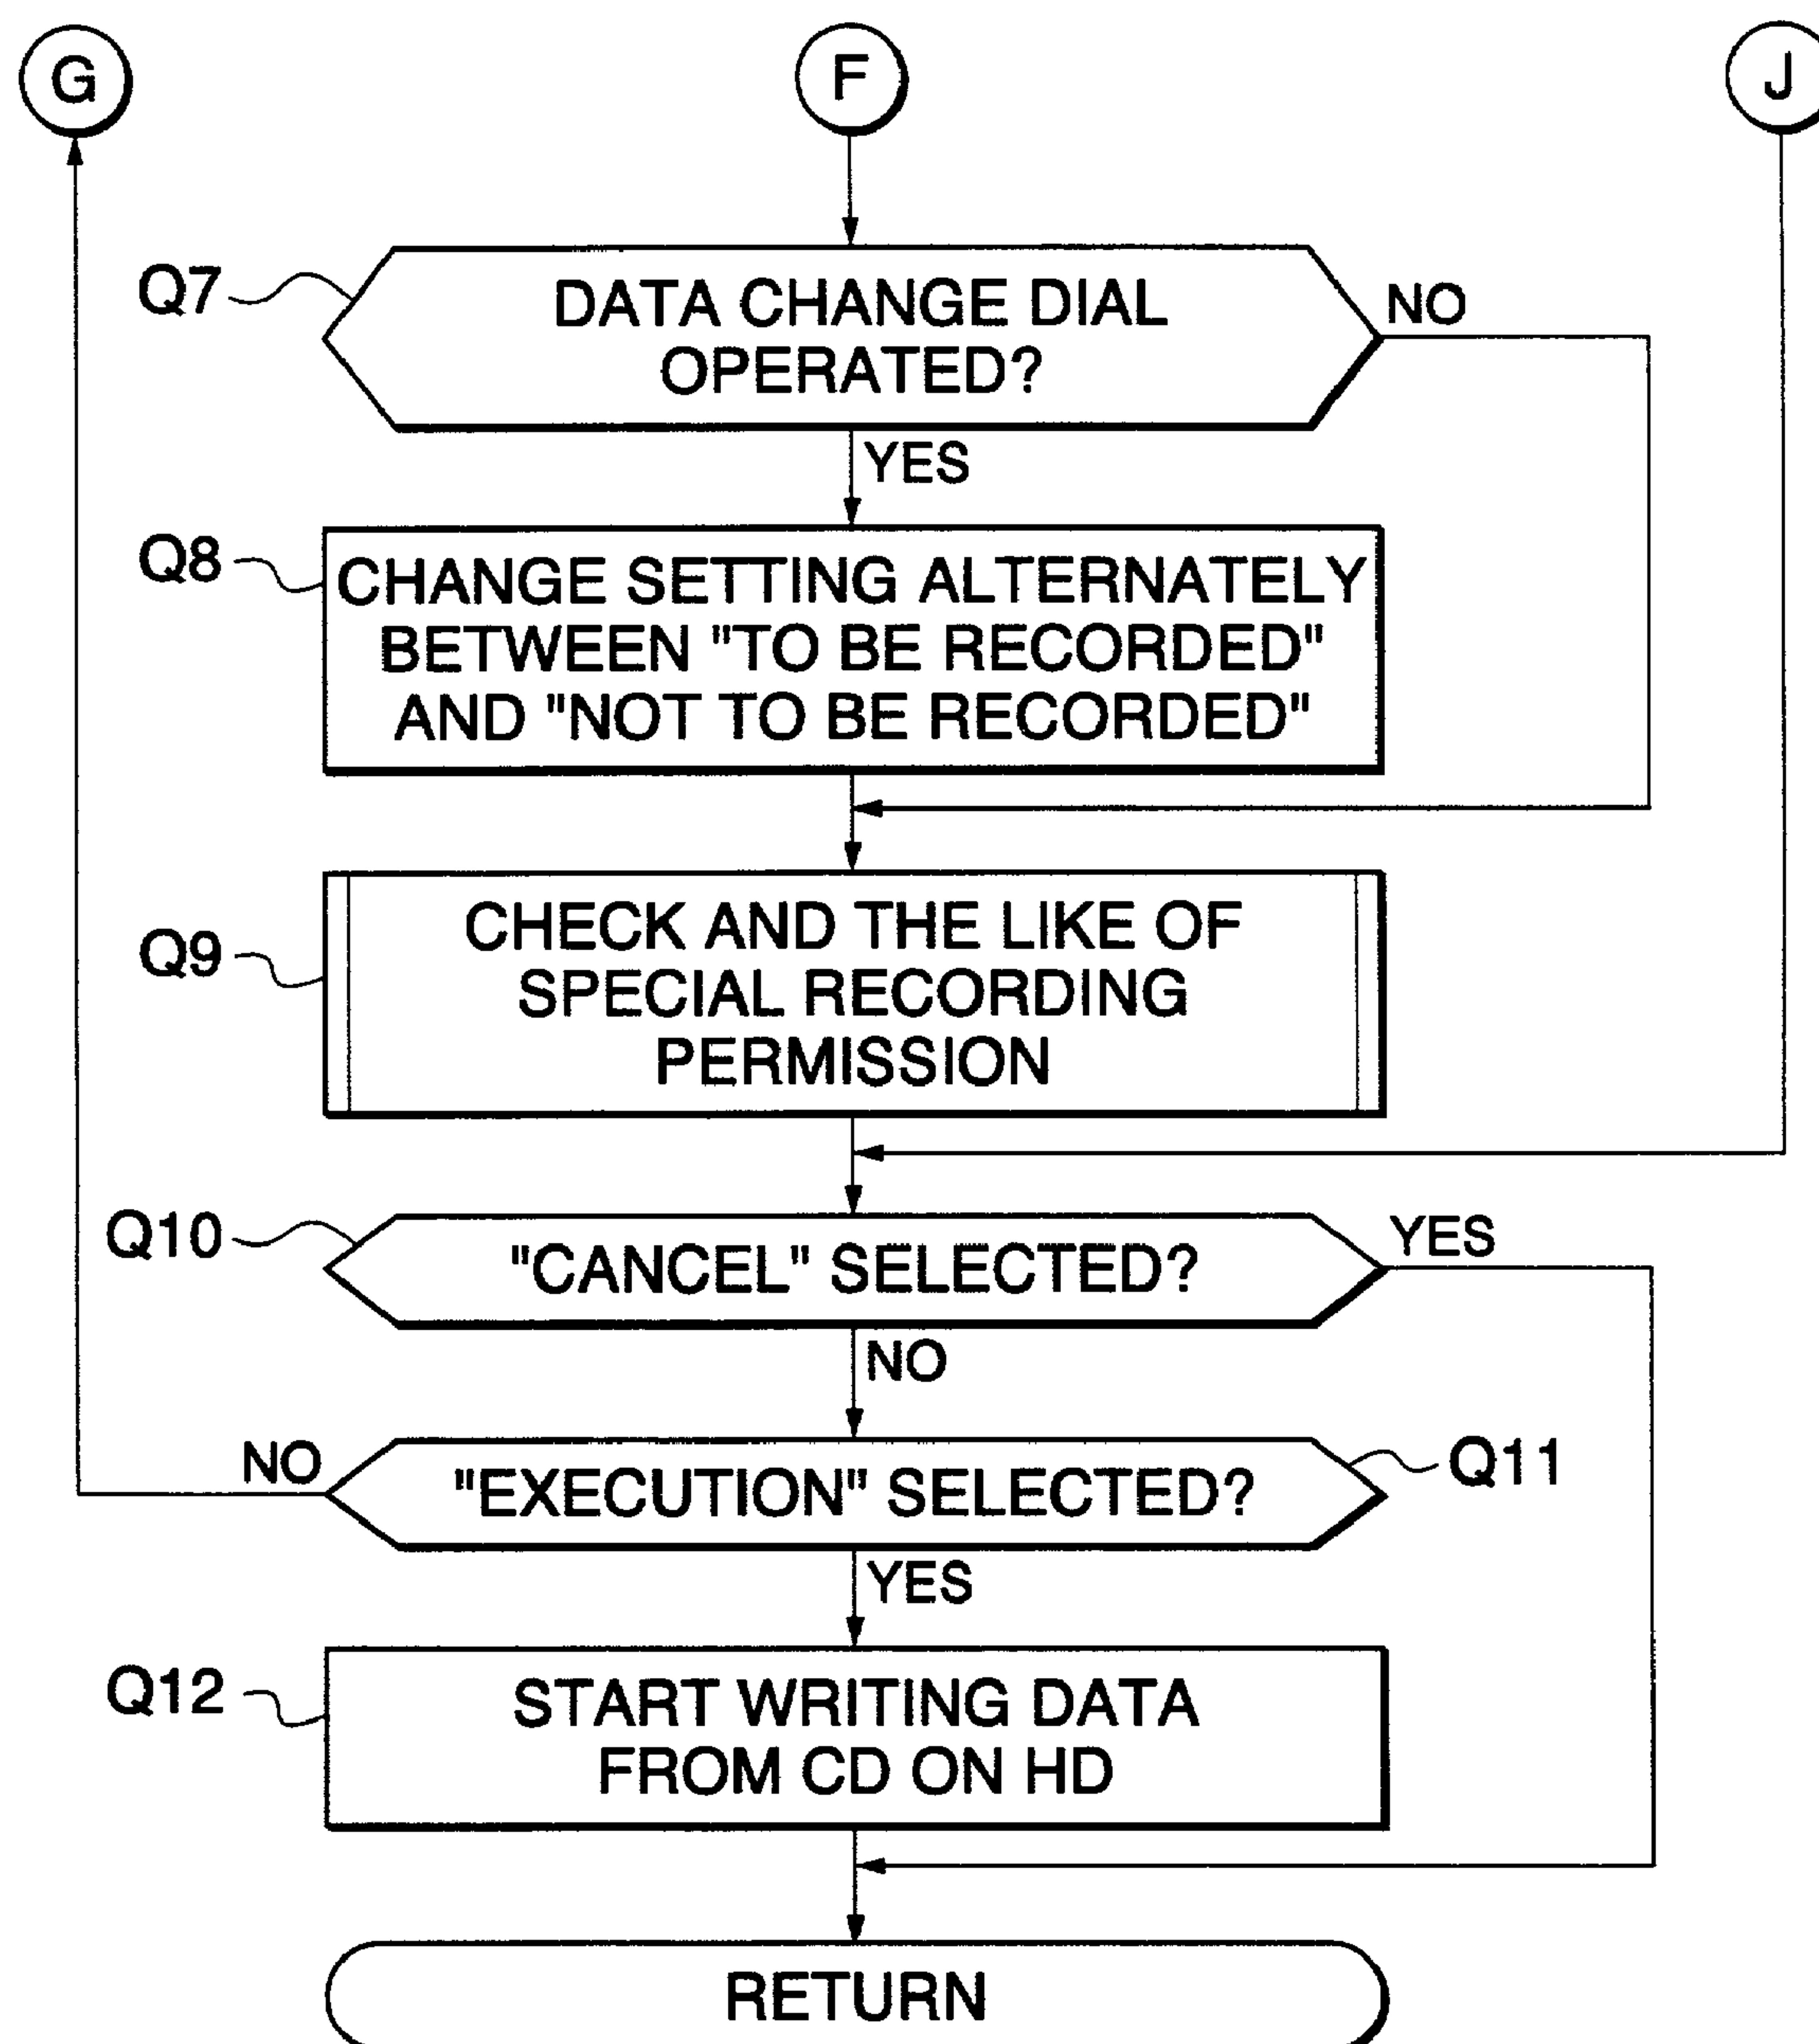 G
F
J
Q7
DATA CHANGE DIAL
OPERATED?
NO
YES
Q8
CHANGE SETTING ALTERNATELY
BETWEEN "TO BE RECORDED"
AND "NOT TO BE RECORDED"
Q9
CHECK AND THE LIKE OF
SPECIAL RECORDING
PERMISSION
Q10
"CANCEL" SELECTED?
YES
NO
NO
"EXECUTION" SELECTED?
Q11
YES
Q12
START WRITING DATA
FROM CD ON HD
RETURN